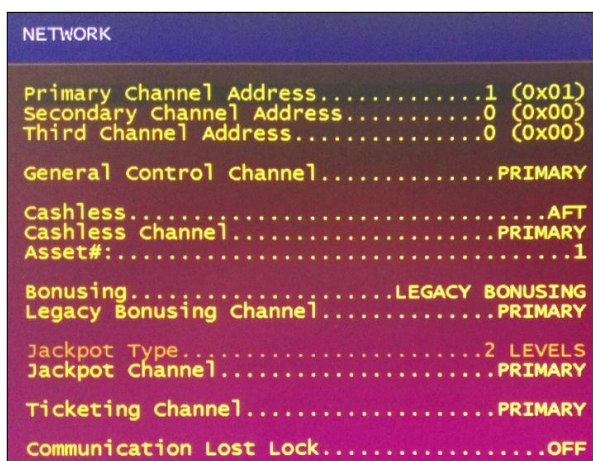 NETWORK
Primary Channel Address.............1 (0x01)
Secondary Channel Address...........0 (0x00)
Third Channel Address...............0 (0x00)
General Control Channel..............PRIMARY
Cashless.................................AFT
Cashless Channel.....................PRIMARY
Asset#:....................................1
Bonusing.....................LEGACY BONUSING
Legacy Bonusing Channel..............PRIMARY
Jackpot Type........................2 LEVELS
Jackpot Channel......................PRIMARY
Ticketing Channel....................PRIMARY
Communication Lost Lock..................OFF